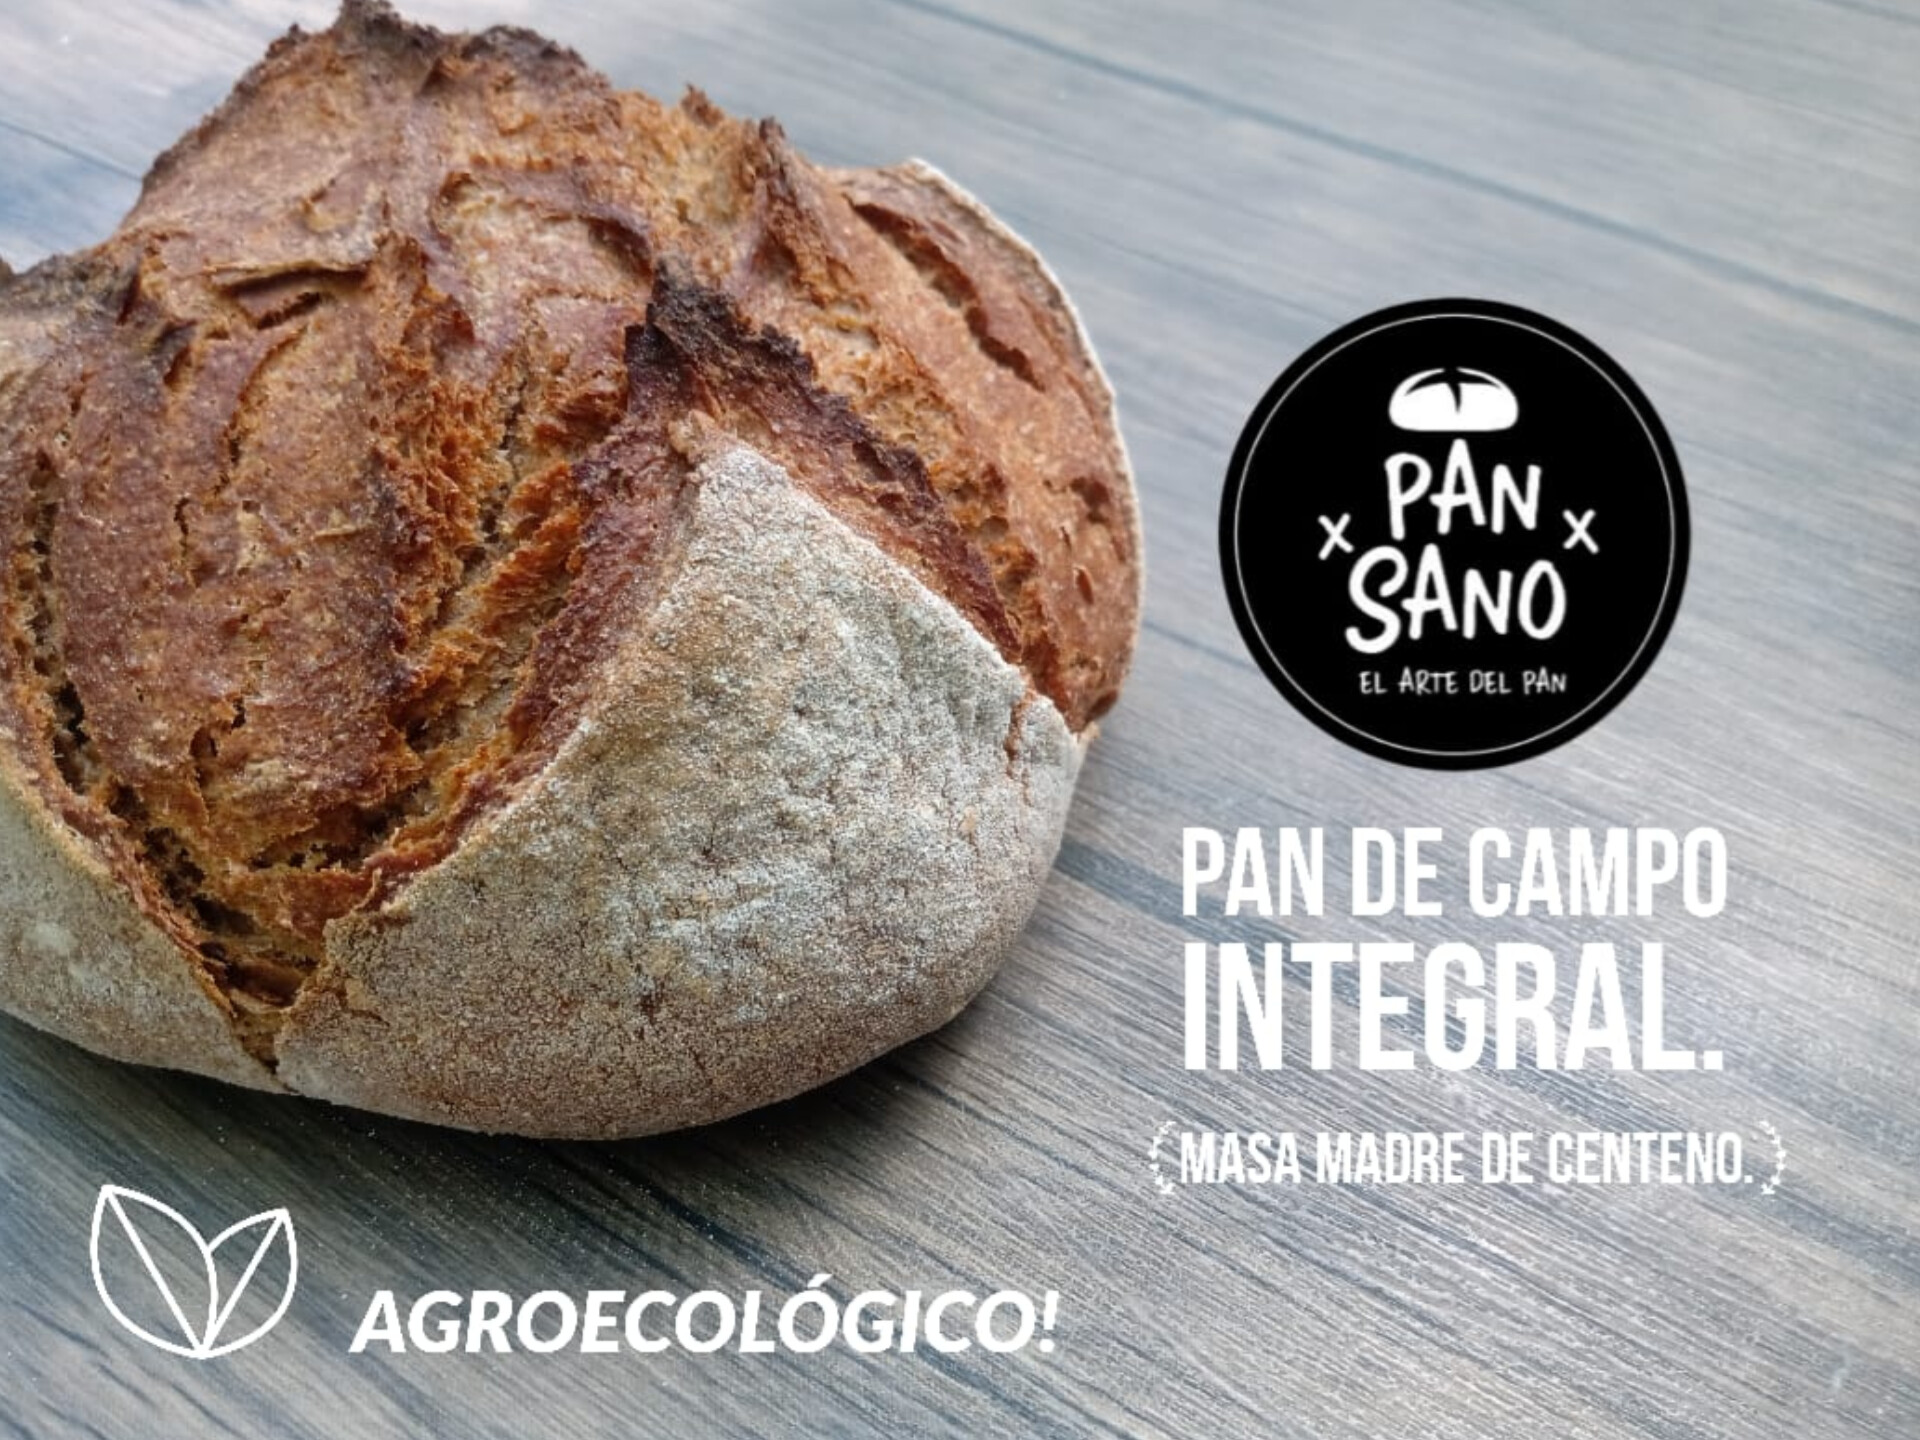 PAN
x SANO x
EL ARTE DEL PAN
PAN DE CAMPO
INTEGRAL.
MASA MADRE DE CENTENO.
AGROECOLÓGICO!